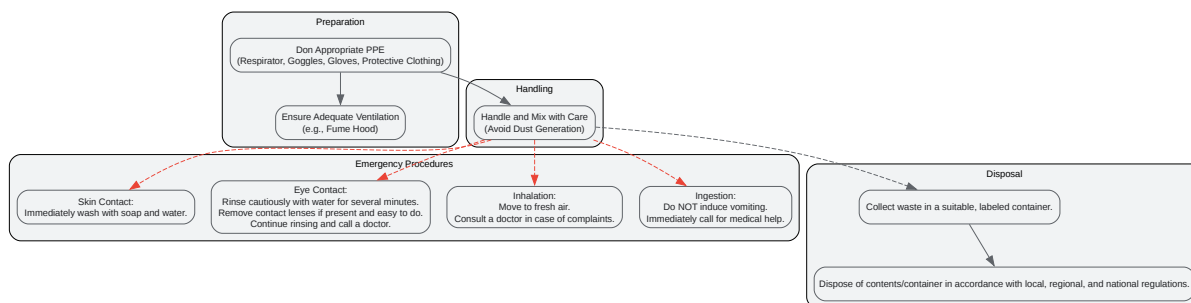 Preparation
Don Appropriate PPE
(Respirator, Goggles, Gloves, Protective Clothing)
Ensure Adequate Ventilation
(e.g., Fume Hood)
Handling
Handle and Mix with Care
(Avoid Dust Generation)
Emergency Procedures
Skin Contact:
Immediately wash with soap and water.
Eye Contact:
Rinse cautiously with water for several minutes.
Remove contact lenses if present and easy to do.
Continue rinsing and call a doctor.
Inhalation:
Move to fresh air.
Consult a doctor in case of complaints.
Ingestion:
Do NOT induce vomiting.
Immediately call for medical help.
Disposal
Collect waste in a suitable, labeled container.
Dispose of contents/container in accordance with local, regional, and national regulations.